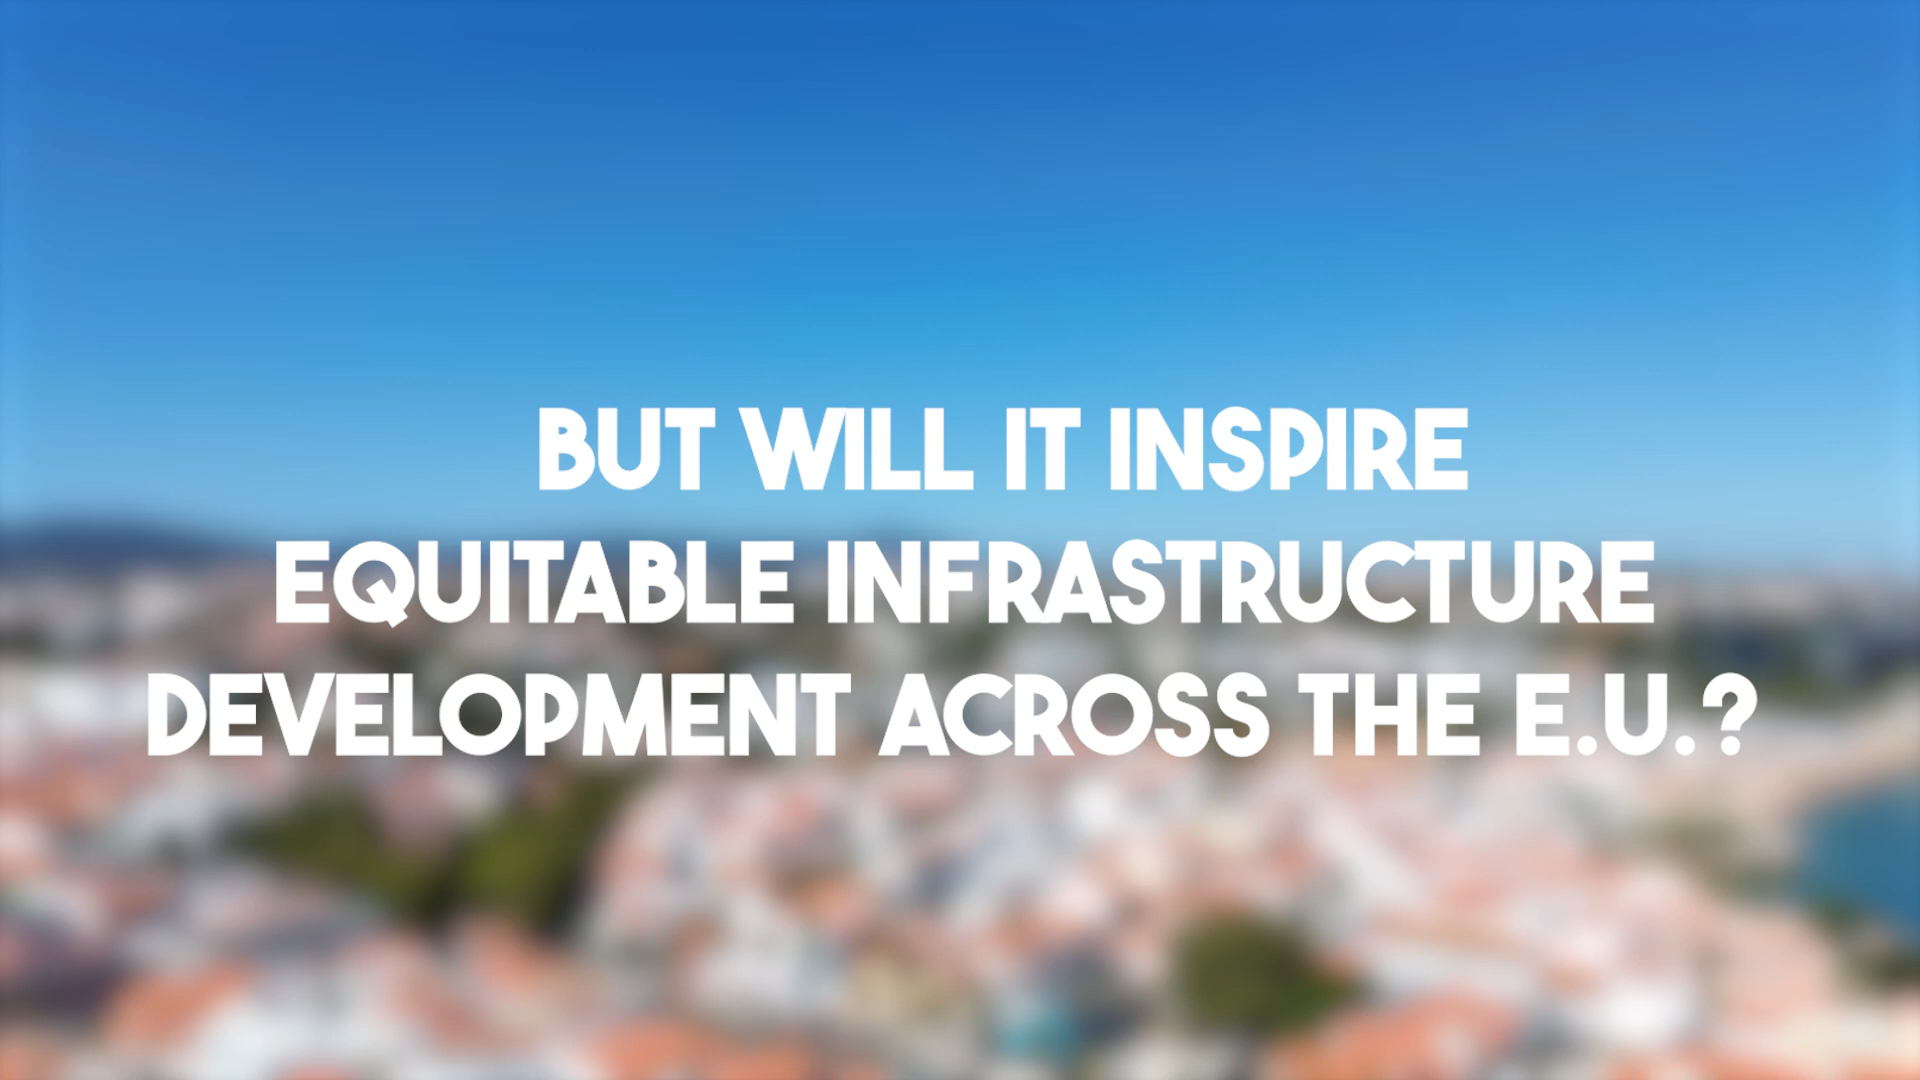 BUT WILL IT INSPIRE
EQUITABLE INFRASTRUCTURE
DEVELOPMENT ACROSS THE E.U.?